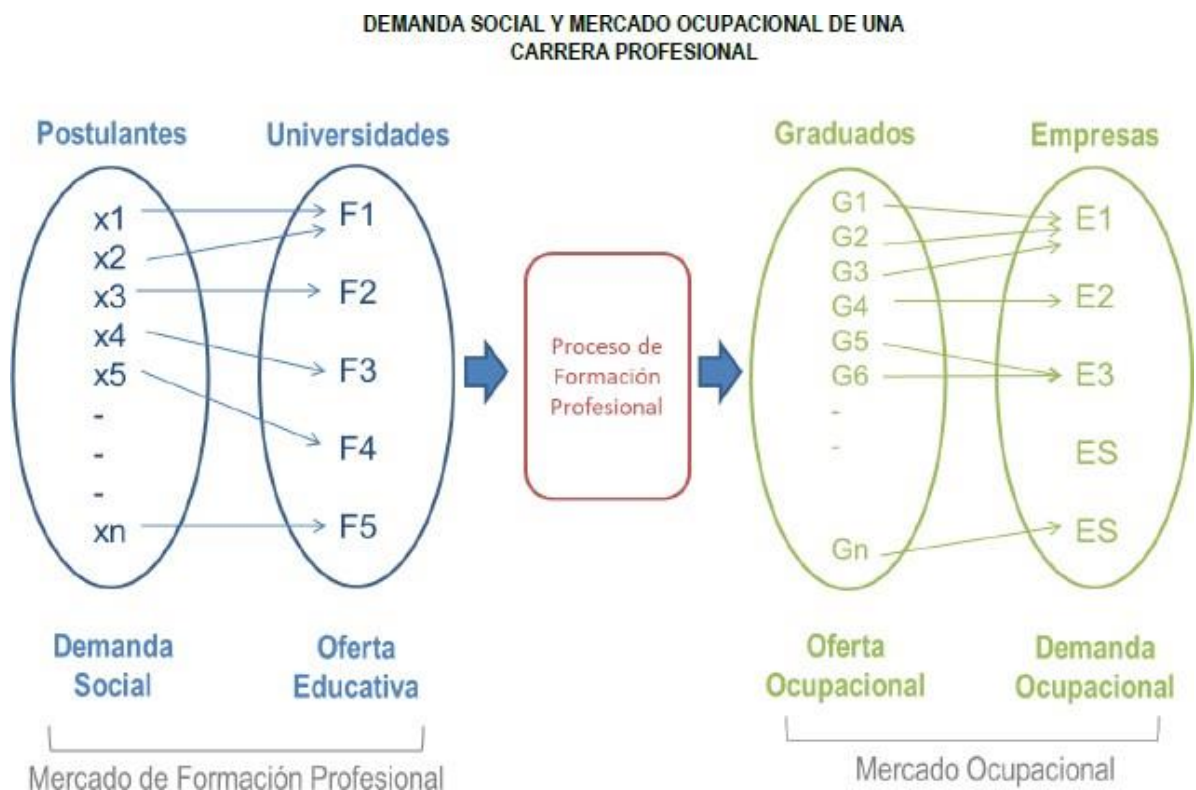 DEMANDA SOCIAL Y MERCADO OCUPACIONAL DE UNA
CARRERA PROFESIONAL
Postulantes
x1
x2
x3
x4
x5
-
-
-
xn
Demanda
Social
Universidades
F1
F2
F3
F4
F5
Oferta
Educativa
Mercado de Formación Profesional
Proceso de
Formación
Profesional
Graduados
G1
G2
G3
G4
G5
G6
-
-
Gn
Oferta
Ocupacional
Empresas
E1
E2
E3
ES
ES
Demanda
Ocupacional
Mercado Ocupacional